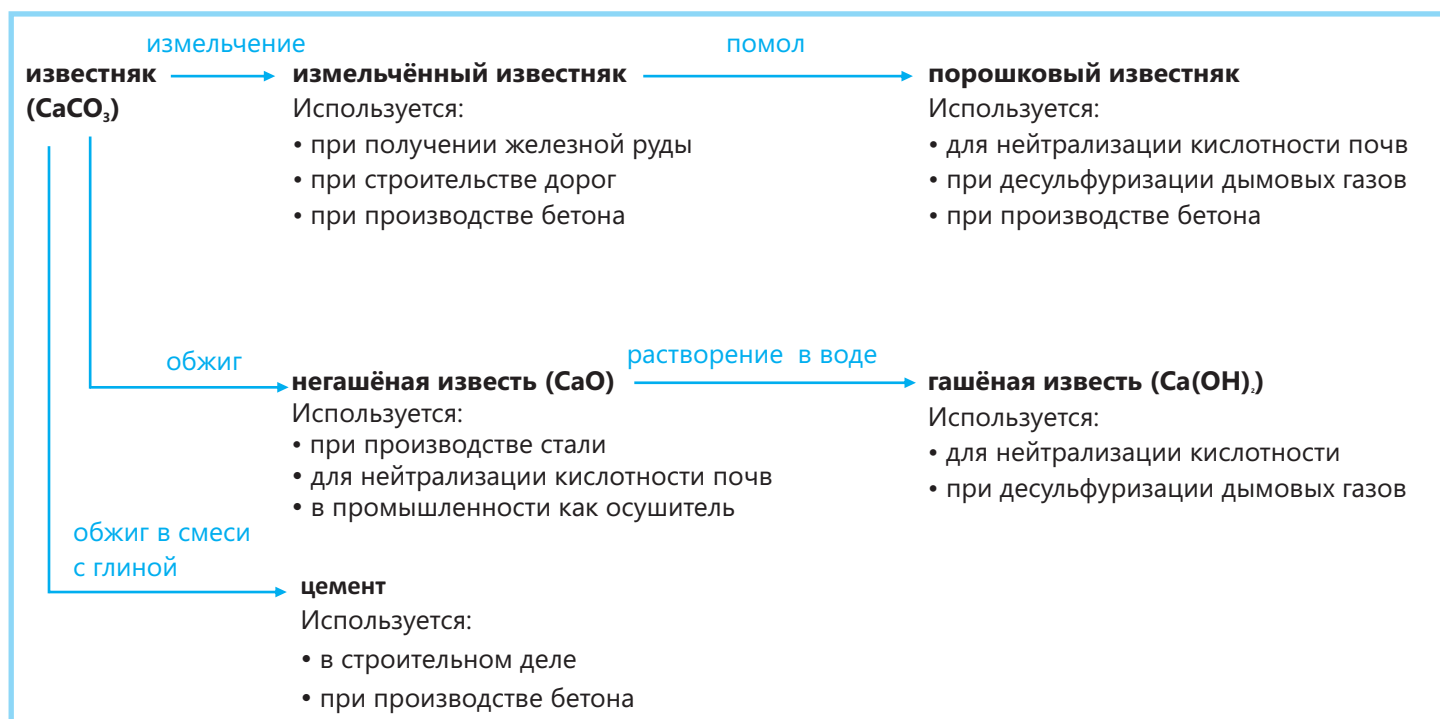 измельчение
помол
известняк
(CaCO₃)
измельчённый известняк
Используется:
• при получении железной руды
• при строительстве дорог
• при производстве бетона
порошковый известняк
Используется:
• для нейтрализации кислотности почв
• при десульфуризации дымовых газов
• при производстве бетона
обжиг
растворение в воде
негашёная известь (CaO)
Используется:
• при производстве стали
• для нейтрализации кислотности почв
• в промышленности как осушитель
гашёная известь (Ca(OH)₂)
Используется:
• для нейтрализации кислотности
• при десульфуризации дымовых газов
обжиг в смеси
с глиной
цемент
Используется:
• в строительном деле
• при производстве бетона